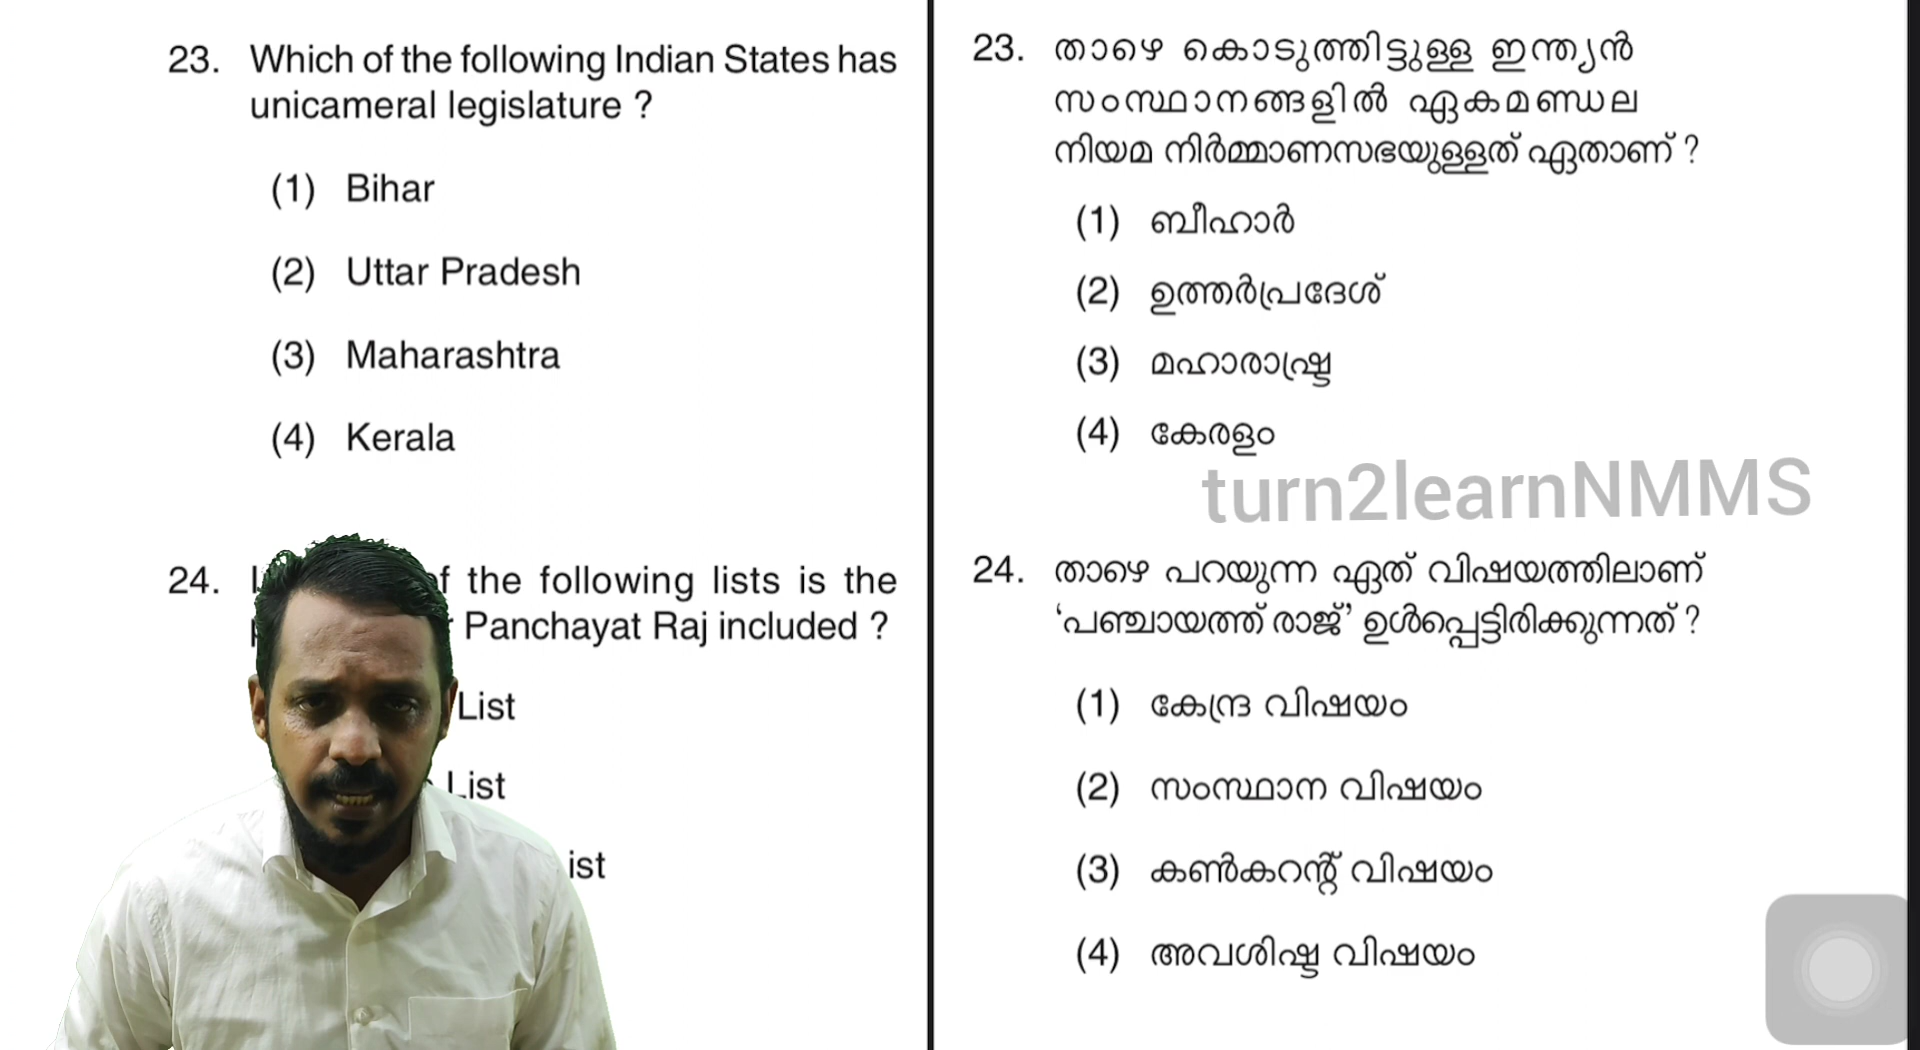 23. Which of the following Indian States has
unicameral legislature ?
(1) Bihar
(2) Uttar Pradesh
(3) Maharashtra
(4) Kerala
24. the following lists is the
Panchayat Raj included ?
List
List
23. താഴെ കൊടുത്തിട്ടുള്ള ഇന്ത്യൻ
സംസ്ഥാനങ്ങളിൽ ഏകമണ്ഡല
നിയമ നിർമ്മാണസഭയുള്ളത് ഏതാണ് ?
(1) ബീഹാർ
(2) ഉത്തർപ്രദേശ്
(3) മഹാരാഷ്ട്ര
(4) കേരളം
turn2learnNMMS
24. താഴെ പറയുന്ന ഏത് വിഷയത്തിലാണ്
‘പഞ്ചായത്ത് രാജ്’ ഉൾപ്പെട്ടിരിക്കുന്നത് ?
(1) കേന്ദ്ര വിഷയം
(2) സംസ്ഥാന വിഷയം
(3) കൺകറന്റ് വിഷയം
(4) അവശിഷ്ട വിഷയം